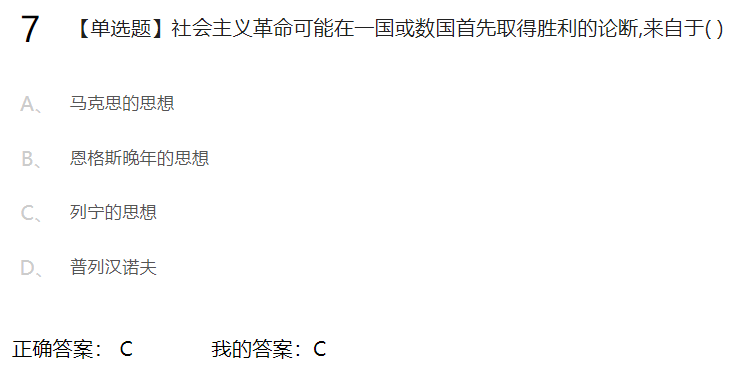 7 【单选题】社会主义革命可能在一国或数国首先取得胜利的论断,来自于( )
A、 马克思的思想
B、 恩格斯晚年的思想
C、 列宁的思想
D、 普列汉诺夫
正确答案： C 我的答案：C